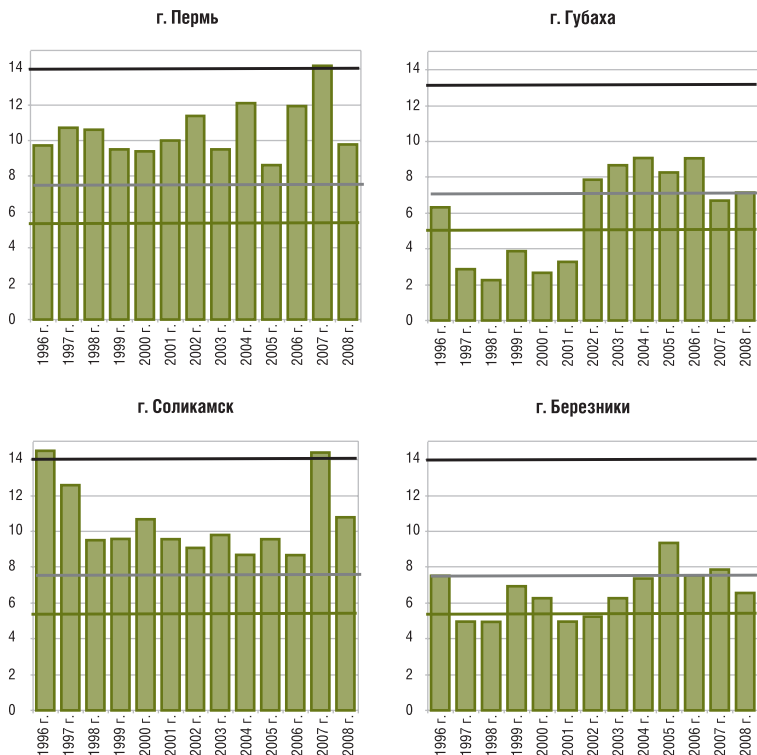 г. Пермь
14
12
10
8
6
4
2
0
1996 г.
1997 г.
1998 г.
1999 г.
2000 г.
2001 г.
2002 г.
2003 г.
2004 г.
2005 г.
2006 г.
2007 г.
2008 г.
г. Губаха
14
12
10
8
6
4
2
0
1996 г.
1997 г.
1998 г.
1999 г.
2000 г.
2001 г.
2002 г.
2003 г.
2004 г.
2005 г.
2006 г.
2007 г.
2008 г.
г. Соликамск
14
12
10
8
6
4
2
0
1996 г.
1997 г.
1998 г.
1999 г.
2000 г.
2001 г.
2002 г.
2003 г.
2004 г.
2005 г.
2006 г.
2007 г.
2008 г.
г. Березники
14
12
10
8
6
4
2
0
1996 г.
1997 г.
1998 г.
1999 г.
2000 г.
2001 г.
2002 г.
2003 г.
2004 г.
2005 г.
2006 г.
2007 г.
2008 г.